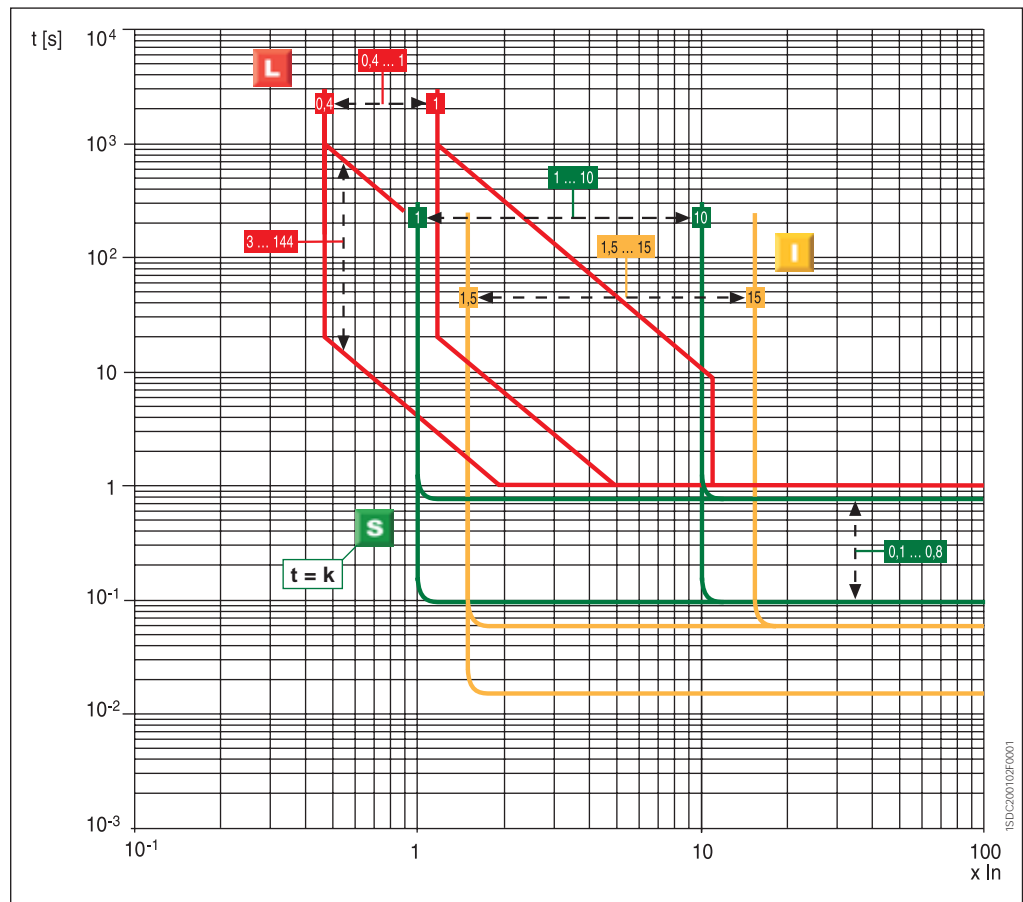 t [s]
10⁴
L
0,4 ... 1
0,4
1
10³
1 ... 10
1
10
3 ... 144
1,5 ... 15
I
10²
1,5
15
10
1
S
0,1 ... 0,8
t = k
10⁻¹
10⁻²
10⁻³
10⁻¹
1
10
100
x In
1SDC200102F0001